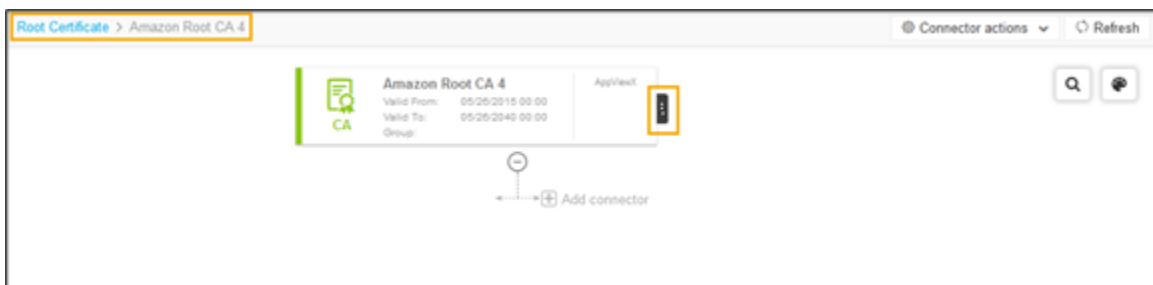 Root Certificate > Amazon Root CA 4
Connector actions
Refresh
Amazon Root CA 4
AppViewX
Valid From: 05/26/2015 00:00
Valid To: 05/26/2040 00:00
Group:
CA
Add connector